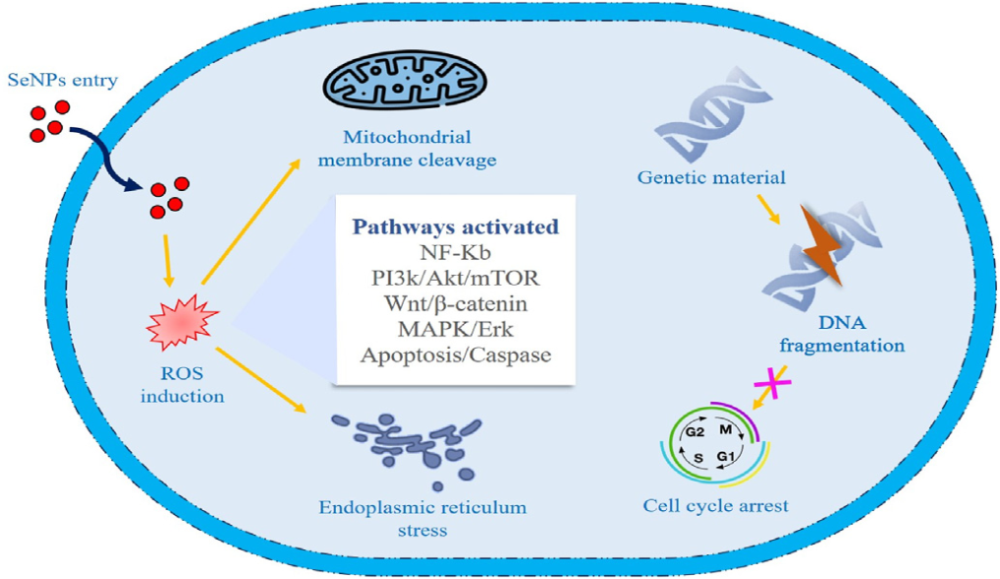 SeNPs entry
Mitochondrial
membrane cleavage
Genetic material
Pathways activated
NF-Kb
PI3k/Akt/mTOR
Wnt/β-catenin
MAPK/Erk
Apoptosis/Caspase
ROS
induction
DNA
fragmentation
G2 M
S G1
Endoplasmic reticulum
stress
Cell cycle arrest